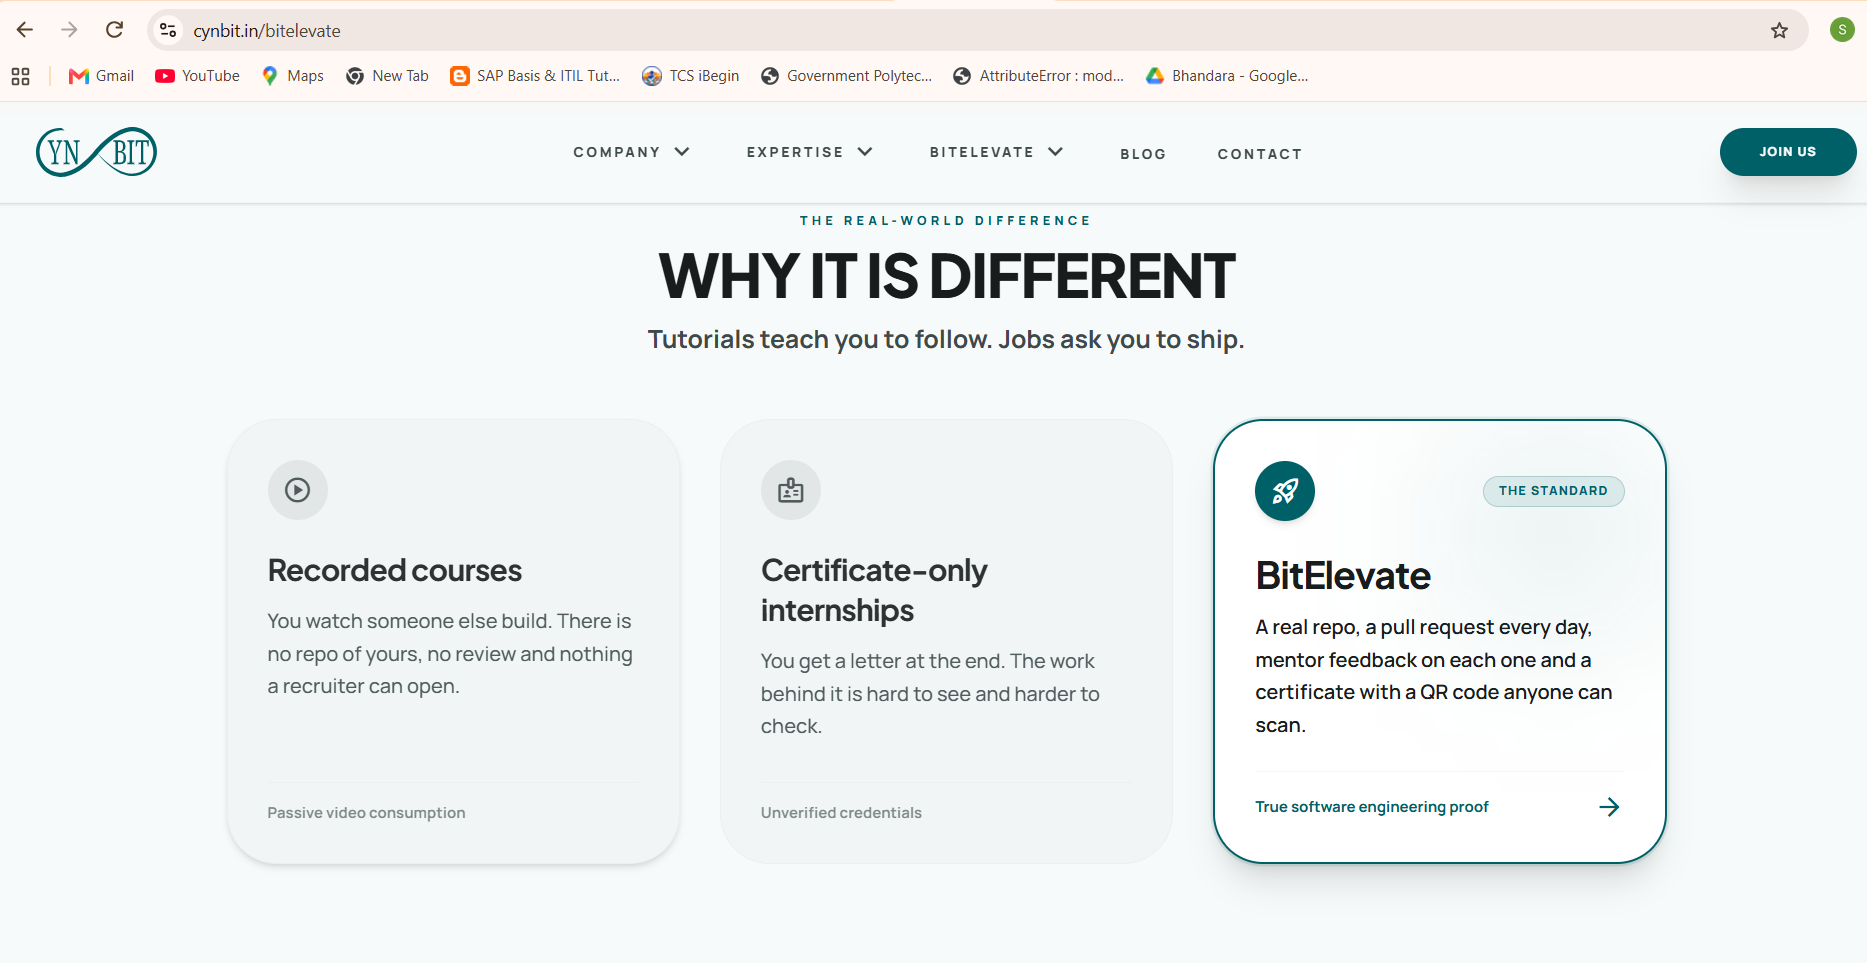 cynbit.in/bitelevate
S
Gmail
YouTube
Maps
New Tab
SAP Basis & ITIL Tut...
TCS iBegin
Government Polytec...
AttributeError : mod...
Bhandara - Google...
YN BIT
COMPANY
EXPERTISE
BITELEVATE
BLOG
CONTACT
JOIN US
THE REAL-WORLD DIFFERENCE
WHY IT IS DIFFERENT
Tutorials teach you to follow. Jobs ask you to ship.
Recorded courses
You watch someone else build. There is
no repo of yours, no review and nothing
a recruiter can open.
Passive video consumption
Certificate-only
internships
You get a letter at the end. The work
behind it is hard to see and harder to
check.
Unverified credentials
THE STANDARD
BitElevate
A real repo, a pull request every day,
mentor feedback on each one and a
certificate with a QR code anyone can
scan.
True software engineering proof